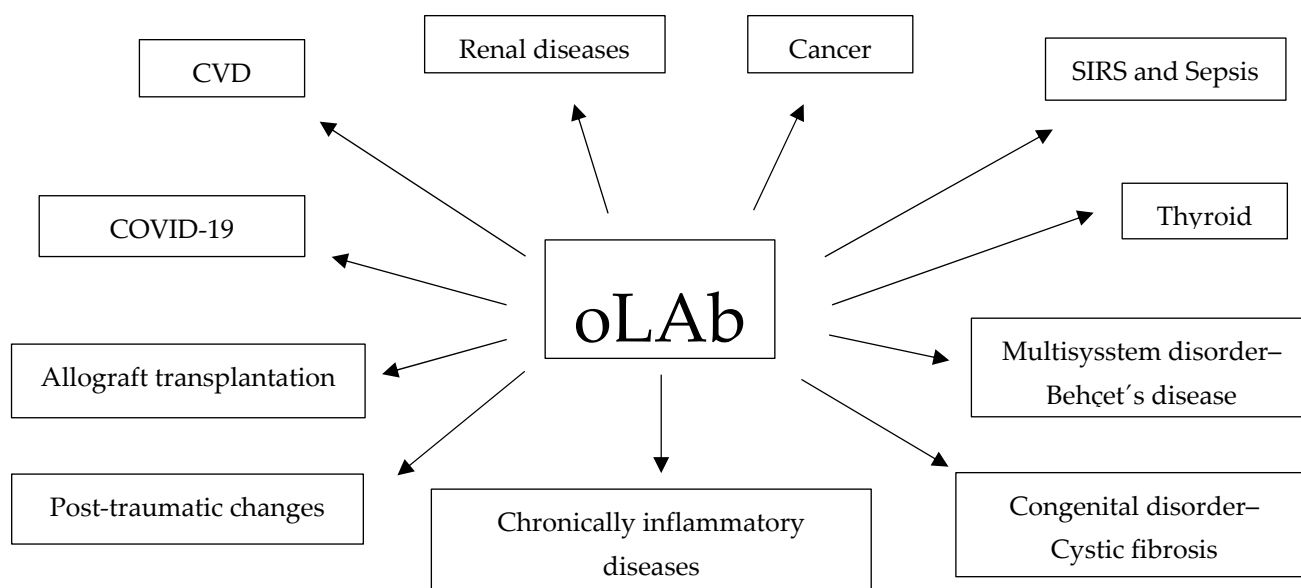 Renal diseases
Cancer
CVD
SIRS and Sepsis
COVID-19
Thyroid
oLAb
Allograft transplantation
Multisysstem disorder–
Behçet´s disease
Post-traumatic changes
Chronically inflammatory
diseases
Congenital disorder–
Cystic fibrosis